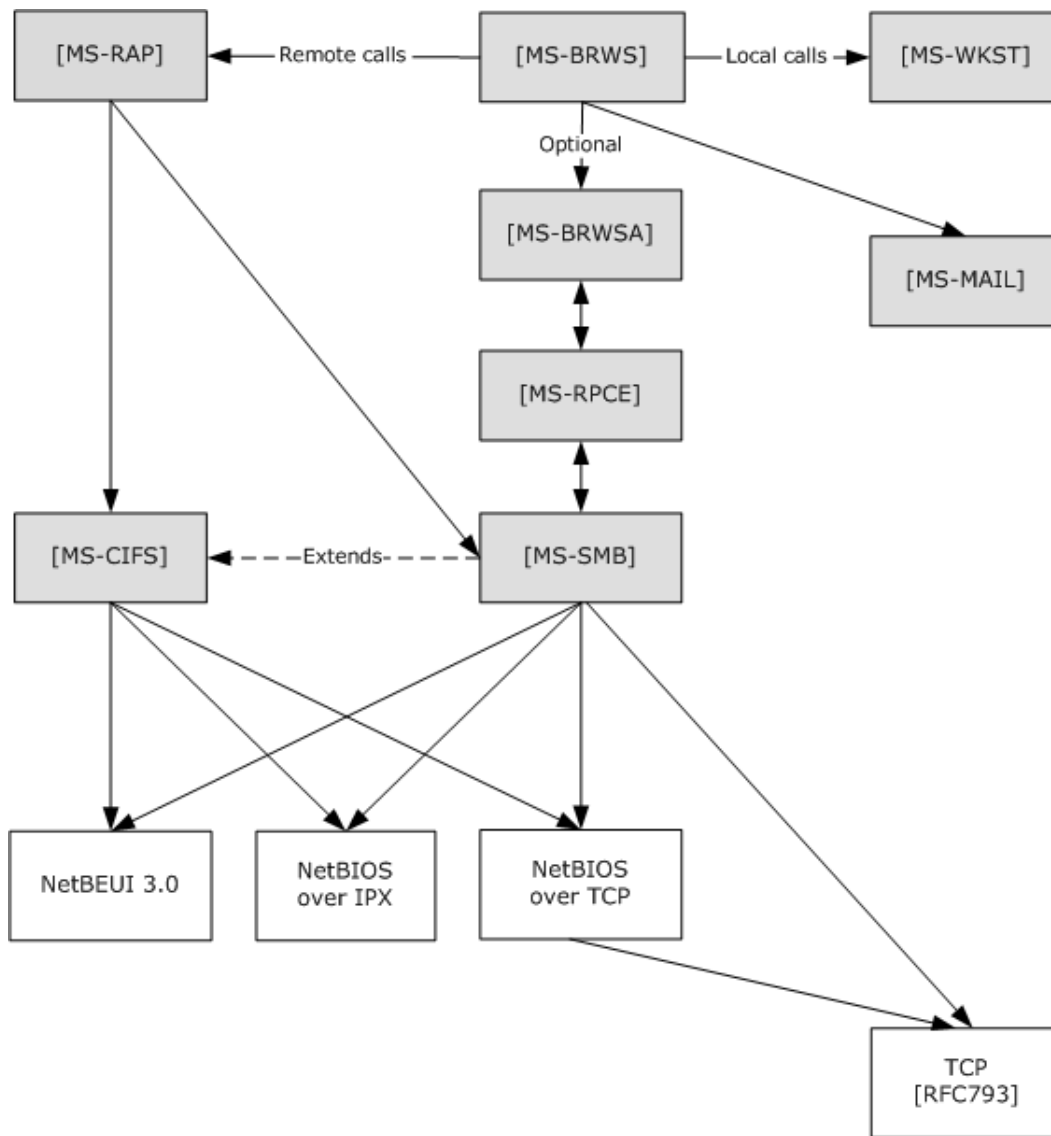 [MS-RAP]
Remote calls
[MS-BRWS]
Local calls
[MS-WKST]
Optional
[MS-BRWSA]
[MS-MAIL]
[MS-RPCE]
[MS-CIFS]
Extends
[MS-SMB]
NetBEUI 3.0
NetBIOS
over IPX
NetBIOS
over TCP
TCP
[RFC793]